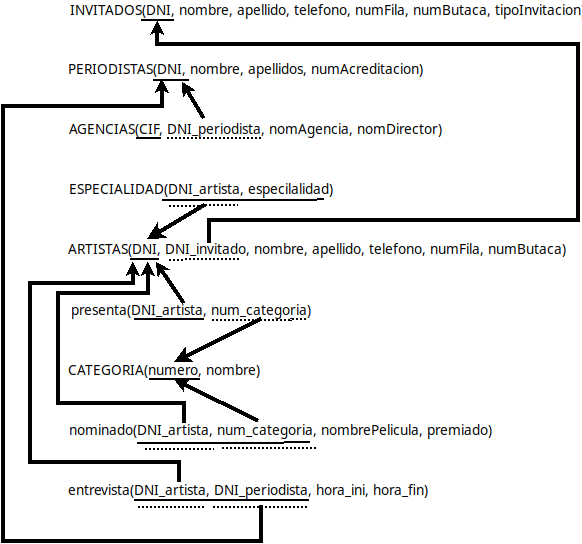 INVITADOS(DNI, nombre, apellido, telefono, numFila, numButaca, tipoInvitacion
PERIODISTAS(DNI, nombre, apellidos, numAcreditacion)
AGENCIAS(CIF, DNI_periodista, nomAgencia, nomDirector)
ESPECIALIDAD(DNI_artista, especilalidad)
ARTISTAS(DNI, DNI_invitado, nombre, apellido, telefono, numFila, numButaca)
presenta(DNI_artista, num_categoria)
CATEGORIA(numero, nombre)
nominado(DNI_artista, num_categoria, nombrePelicula, premiado)
entrevista(DNI_artista, DNI_periodista, hora_ini, hora_fin)